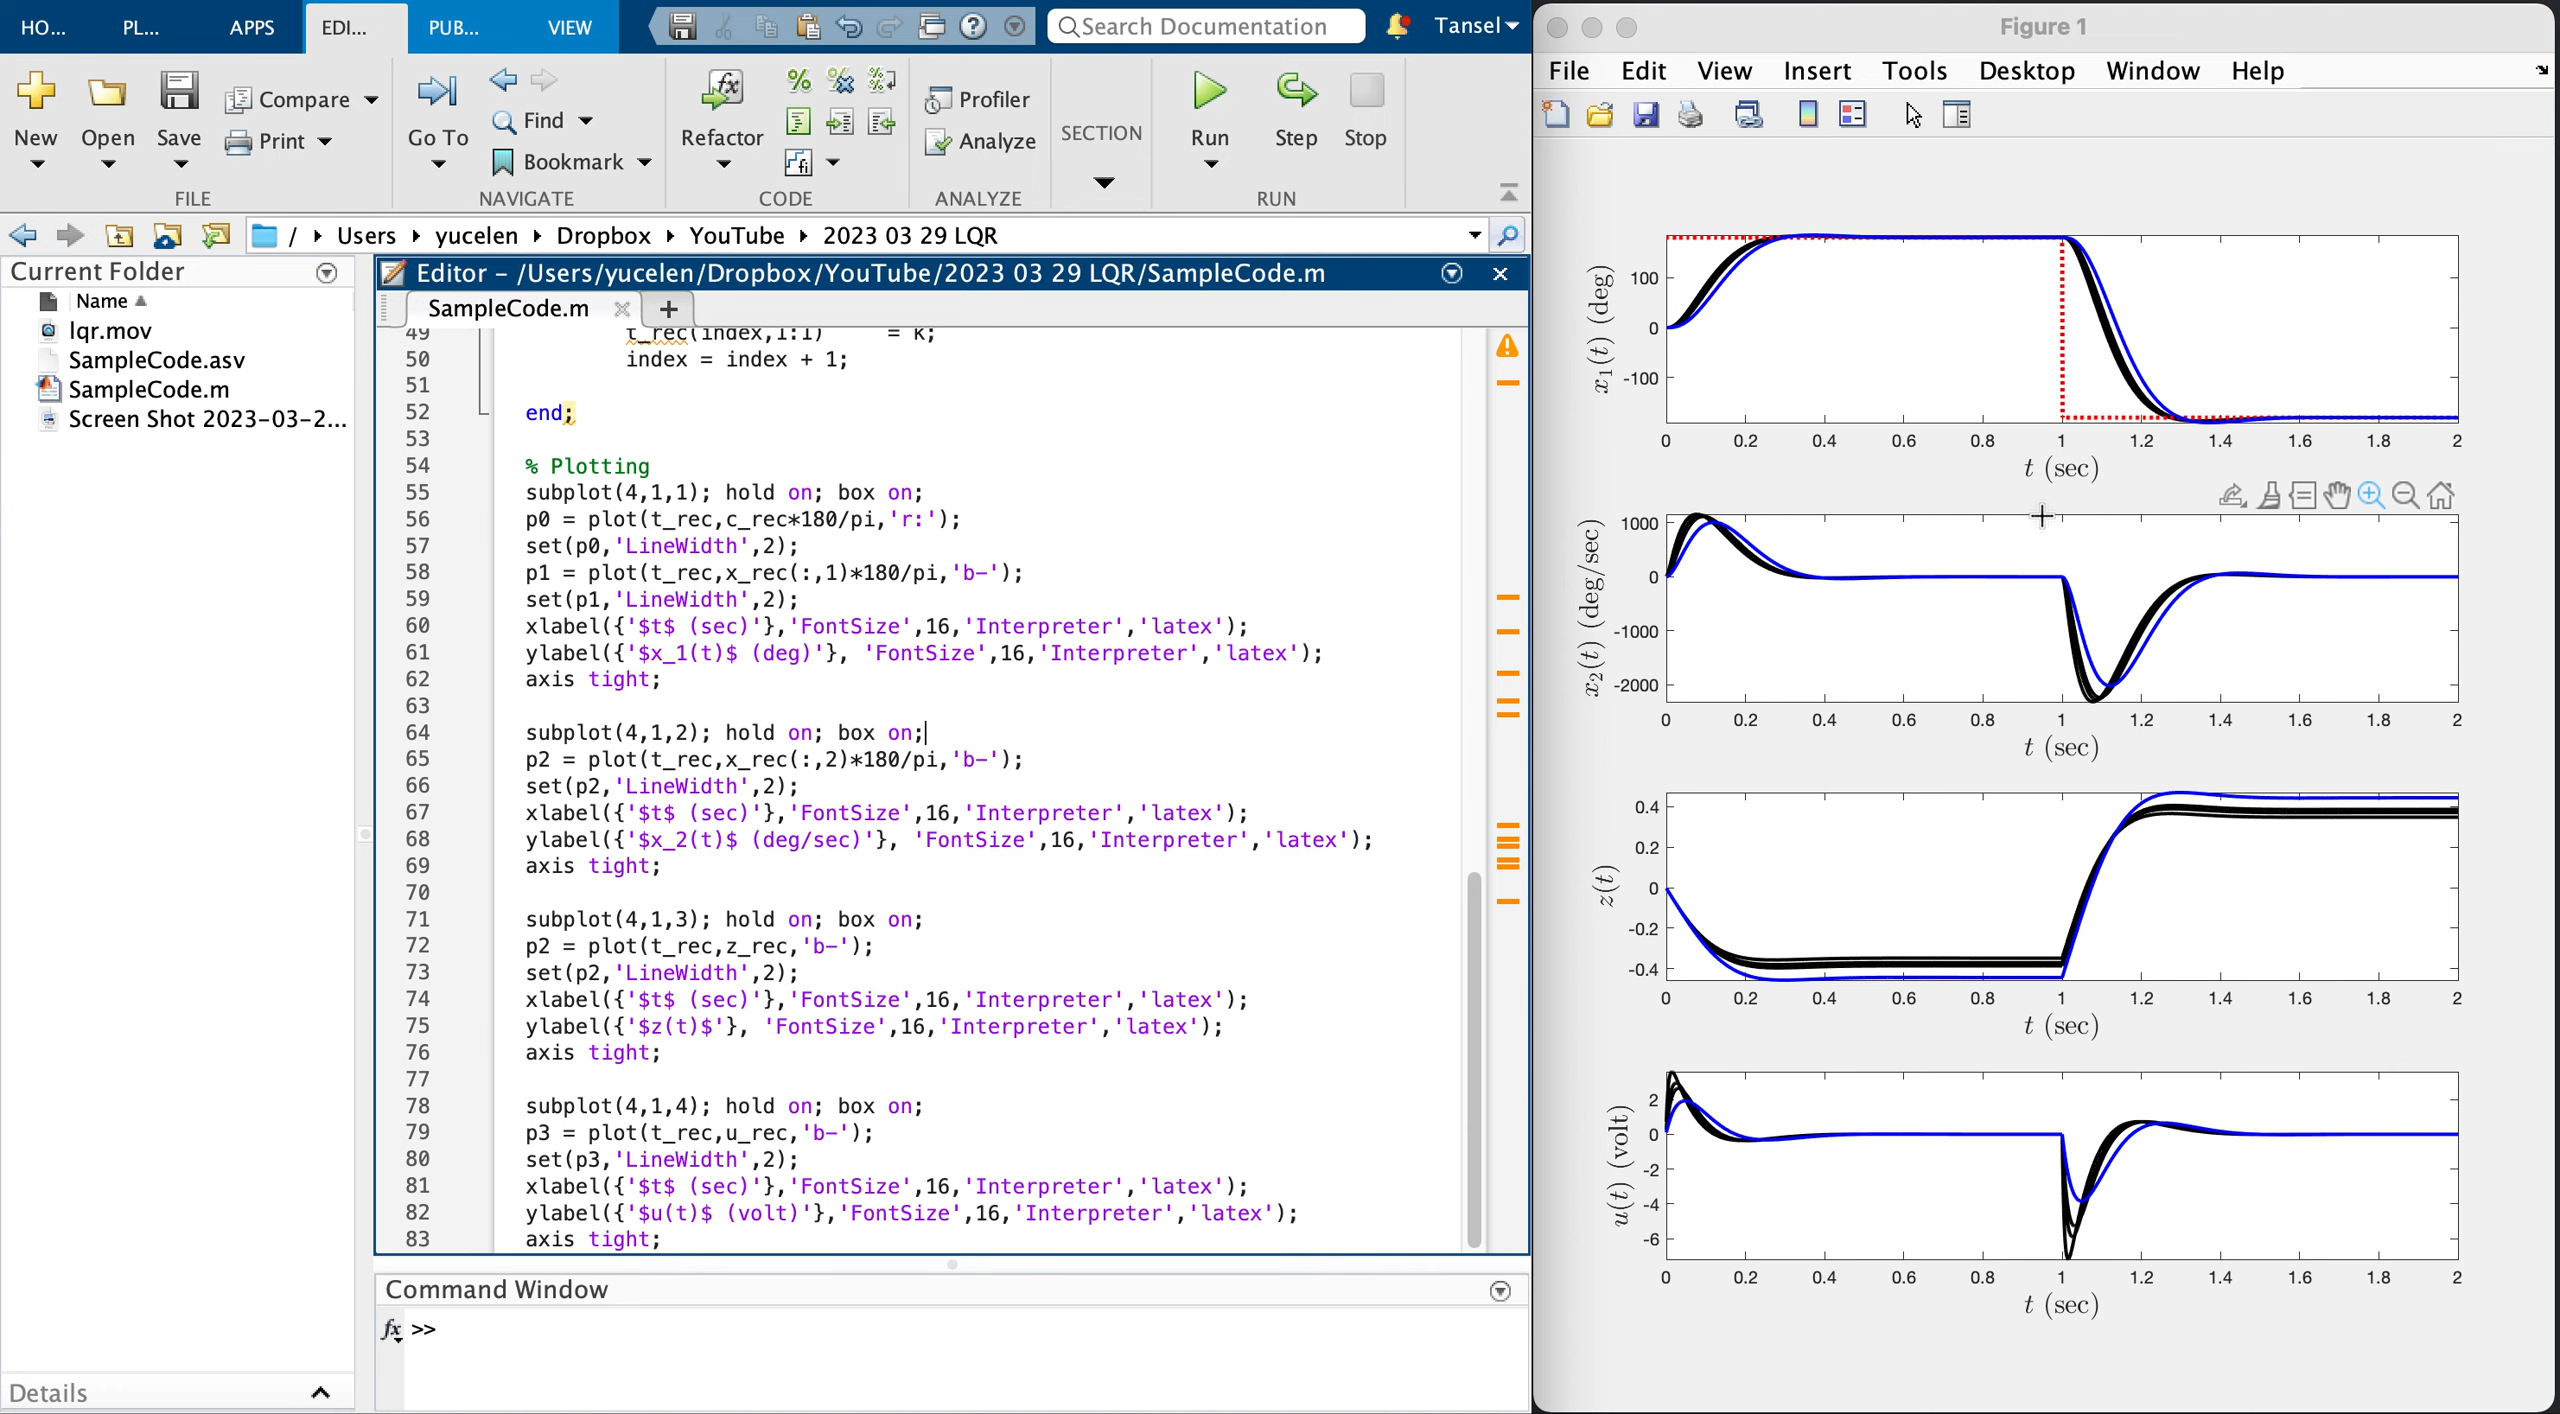 HO...
PL...
APPS
EDI...
PUB...
VIEW
Search Documentation
Tansel
New
Open
Save
Compare
Print
FILE
Go To
Find
Bookmark
NAVIGATE
Refactor
CODE
Profiler
Analyze
ANALYZE
SECTION
Run
Step
Stop
RUN
/ Users yucelen Dropbox YouTube 2023 03 29 LQR
Current Folder
Name
lqr.mov
SampleCode.asv
SampleCode.m
Screen Shot 2023-03-2...
Details
Editor - /Users/yucelen/Dropbox/YouTube/2023 03 29 LQR/SampleCode.m
SampleCode.m
+
49 t_rec(index,1:1) = k;
50 index = index + 1;
51
52 end;
53
54 % Plotting
55 subplot(4,1,1); hold on; box on;
56 p0 = plot(t_rec,c_rec*180/pi,'r:');
57 set(p0,'LineWidth',2);
58 p1 = plot(t_rec,x_rec(:,1)*180/pi,'b-');
59 set(p1,'LineWidth',2);
60 xlabel({'$t$ (sec)'},'FontSize',16,'Interpreter','latex');
61 ylabel({'$x_1(t)$ (deg)'}, 'FontSize',16,'Interpreter','latex');
62 axis tight;
63
64 subplot(4,1,2); hold on; box on;
65 p2 = plot(t_rec,x_rec(:,2)*180/pi,'b-');
66 set(p2,'LineWidth',2);
67 xlabel({'$t$ (sec)'},'FontSize',16,'Interpreter','latex');
68 ylabel({'$x_2(t)$ (deg/sec)'}, 'FontSize',16,'Interpreter','latex');
69 axis tight;
70
71 subplot(4,1,3); hold on; box on;
72 p2 = plot(t_rec,z_rec,'b-');
73 set(p2,'LineWidth',2);
74 xlabel({'$t$ (sec)'},'FontSize',16,'Interpreter','latex');
75 ylabel({'$z(t)$'}, 'FontSize',16,'Interpreter','latex');
76 axis tight;
77
78 subplot(4,1,4); hold on; box on;
79 p3 = plot(t_rec,u_rec,'b-');
80 set(p3,'LineWidth',2);
81 xlabel({'$t$ (sec)'},'FontSize',16,'Interpreter','latex');
82 ylabel({'$u(t)$ (volt)'},'FontSize',16,'Interpreter','latex');
83 axis tight;
Command Window
fx >>
Figure 1
File Edit View Insert Tools Desktop Window Help
x1(t) (deg)
100
0
-100
0 0.2 0.4 0.6 0.8 1 1.2 1.4 1.6 1.8 2
t (sec)
x2(t) (deg/sec)
1000
0
-1000
-2000
0 0.2 0.4 0.6 0.8 1 1.2 1.4 1.6 1.8 2
t (sec)
z(t)
0.4
0.2
0
-0.2
-0.4
0 0.2 0.4 0.6 0.8 1 1.2 1.4 1.6 1.8 2
t (sec)
u(t) (volt)
2
0
-2
-4
-6
0 0.2 0.4 0.6 0.8 1 1.2 1.4 1.6 1.8 2
t (sec)